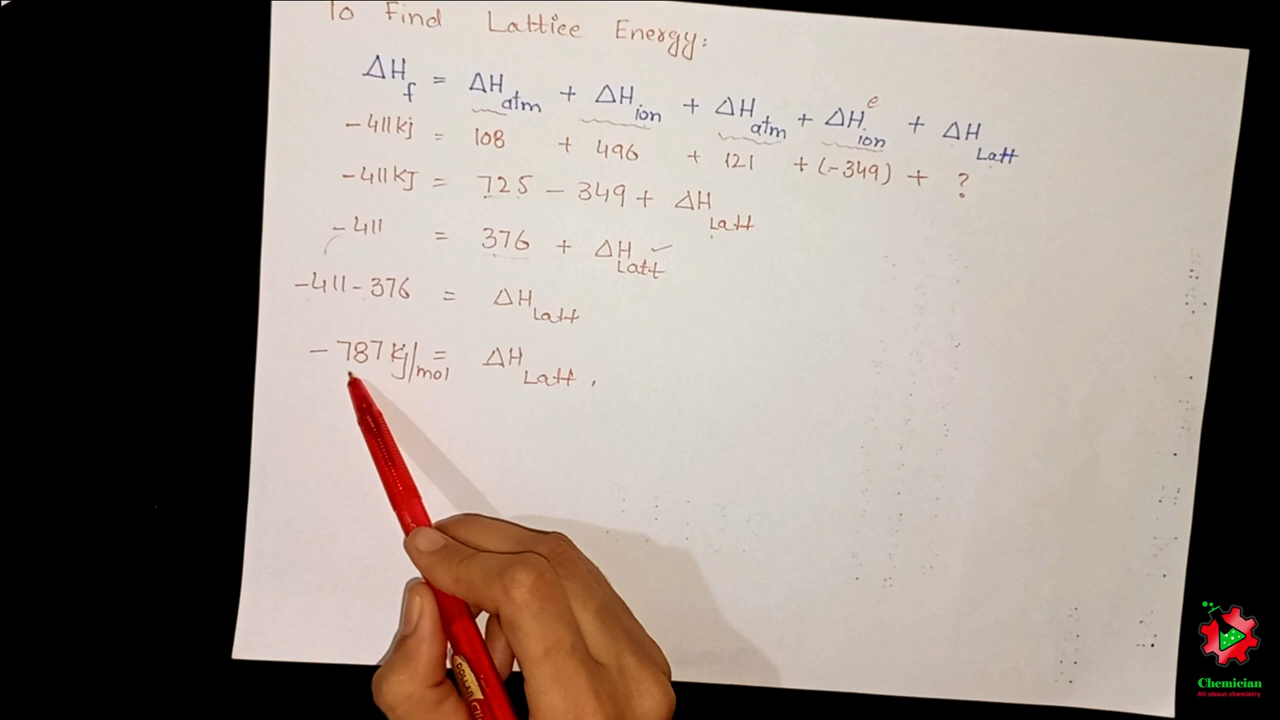 To Find Lattice Energy:
ΔHf = ΔHatm + ΔHion + ΔHatm + ΔHᵉion + ΔHLatt
-411kj = 108 + 496 + 121 + (-349) + ?
-411KJ = 725 - 349 + ΔHLatt
-411 = 376 + ΔHLatt ✓
-411-376 = ΔHLatt
-787 kj/mol = ΔHLatt.
DOLLAR
Chemician
All about chemistry